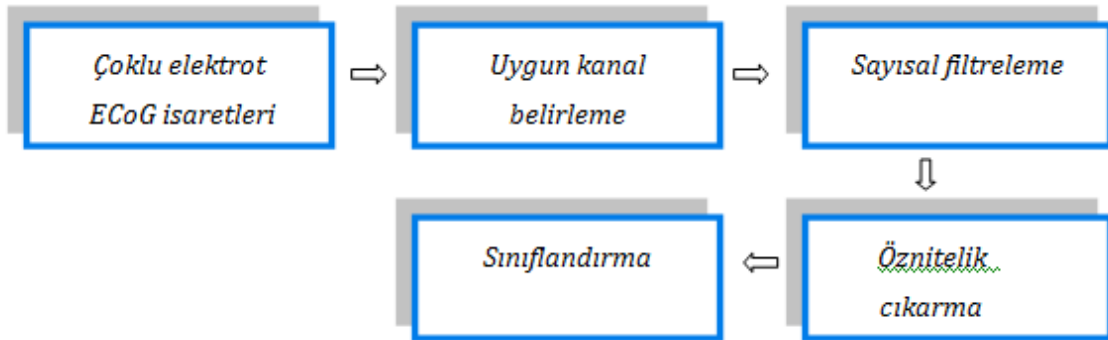 Çoklu elektrot
ECoG isaretleri
Uygun kanal
belirleme
Sayısal filtreleme
Öznitelik
cıkarma
Sınıflandırma